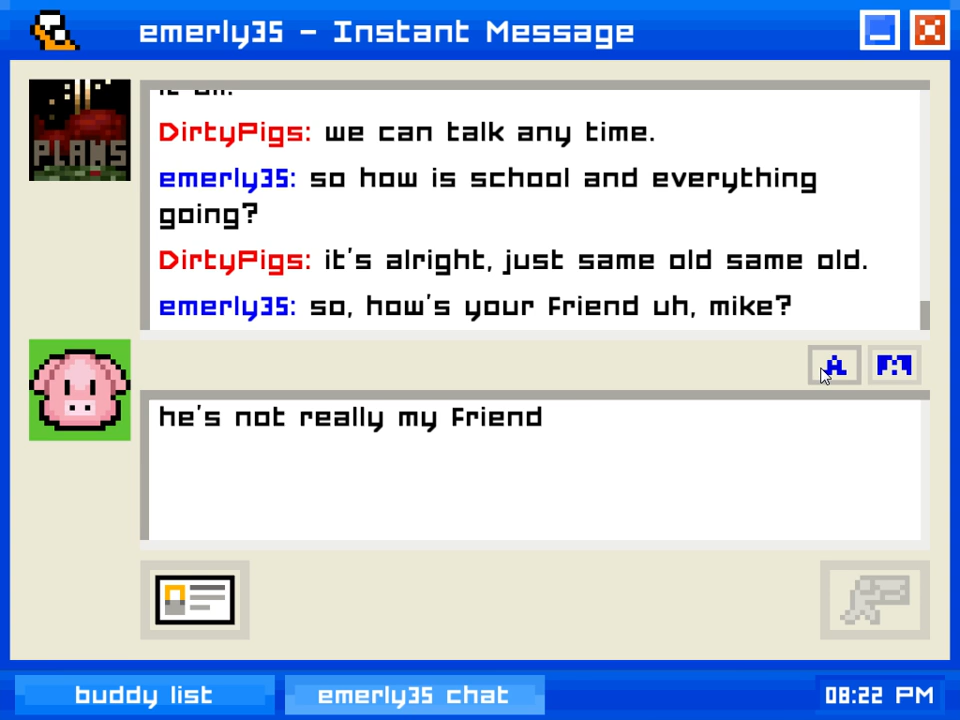 emerly35 - Instant Message
PLANS
DirtyPigs: we can talk any time.
emerly35: so how is school and everything
going?
DirtyPigs: it's alright, just same old same old.
emerly35: so, how's your friend uh, mike?
A
he's not really my friend
buddy list
emerly35 chat
08:22 PM